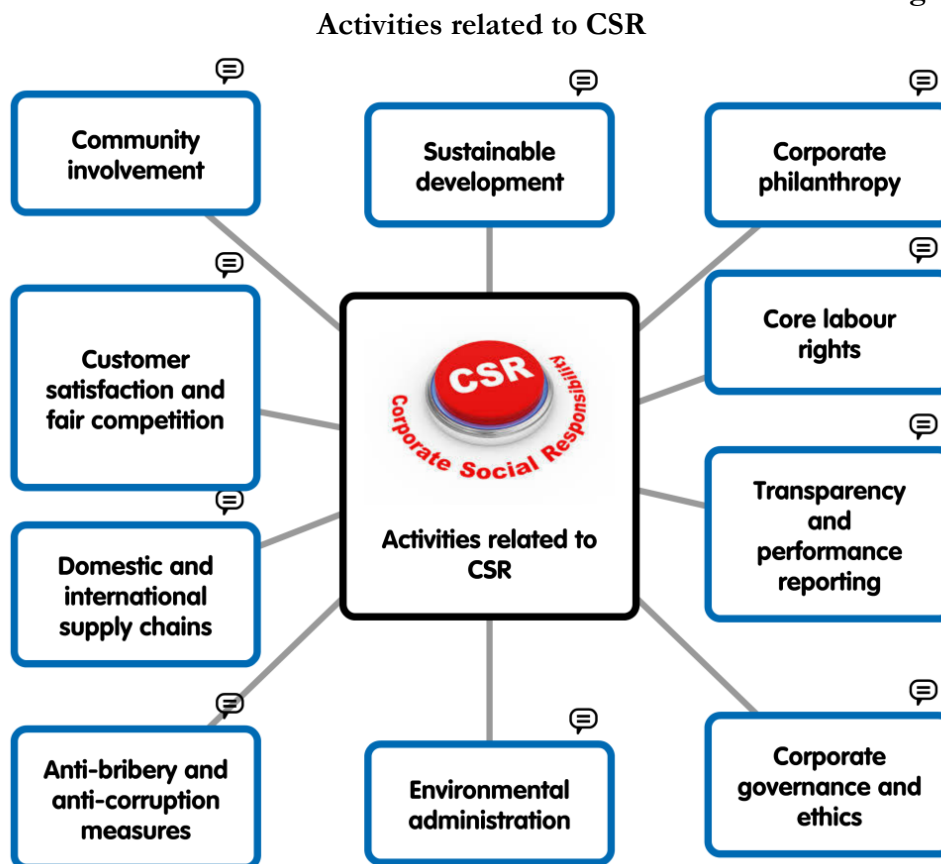 g
Activities related to CSR
Community
involvement
Sustainable
development
Corporate
philanthropy
Customer
satisfaction and
fair competition
CSR
Corporate Social Responsibility
Activities related to
CSR
Core labour
rights
Transparency
and
performance
reporting
Domestic and
international
supply chains
Anti-bribery and
anti-corruption
measures
Environmental
administration
Corporate
governance and
ethics